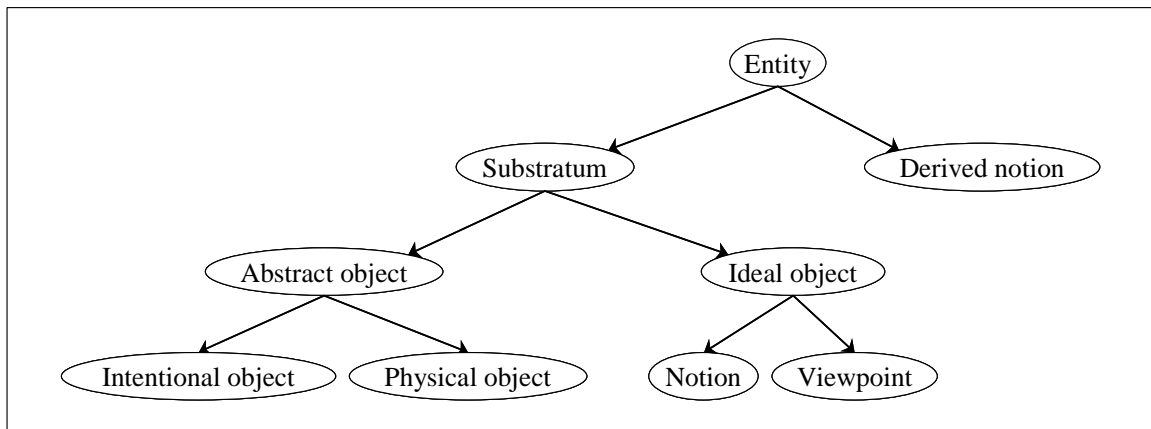 Entity
Substratum
Derived notion
Abstract object
Ideal object
Intentional object
Physical object
Notion
Viewpoint